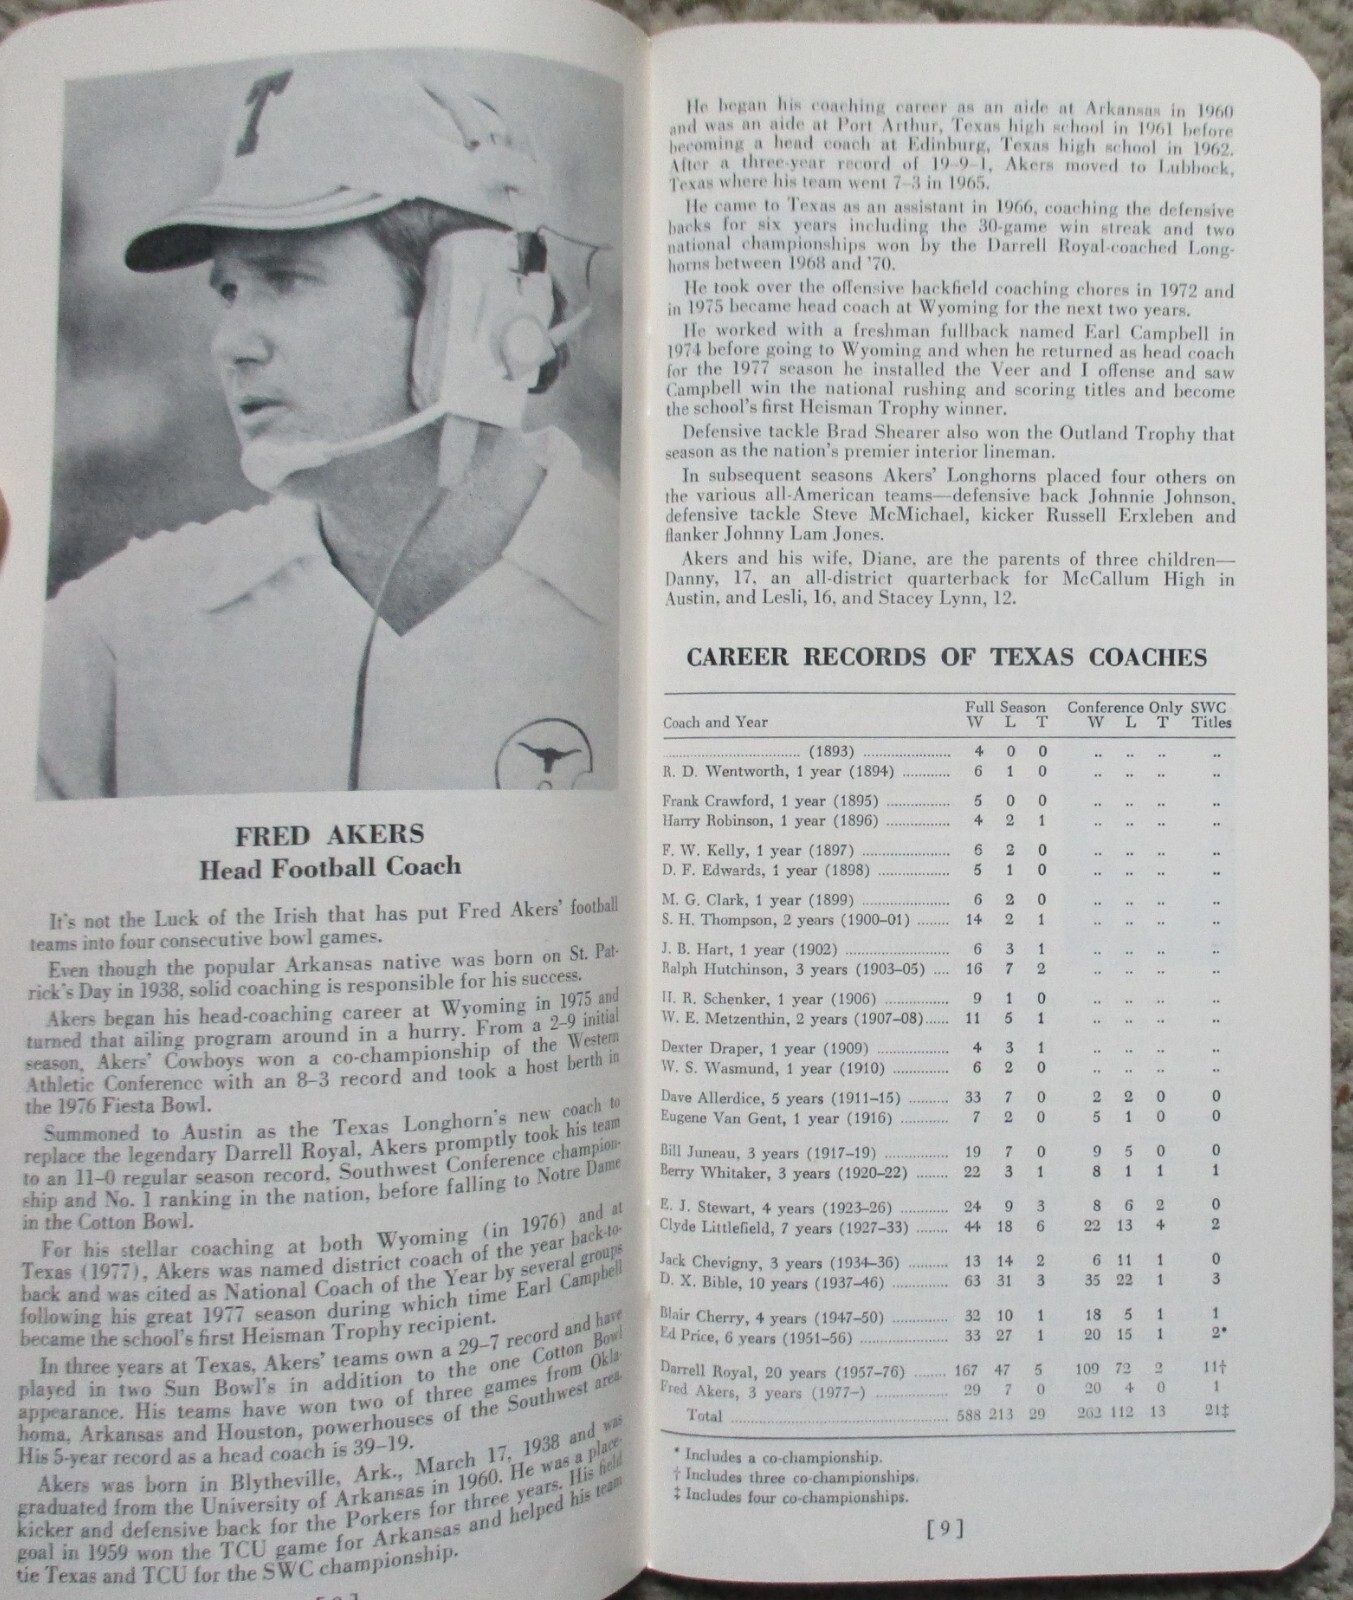 T
FRED AKERS
Head Football Coach
It's not the Luck of the Irish that has put Fred Akers' football
teams into four consecutive bowl games.
Even though the popular Arkansas native was born on St. Pat-
rick's Day in 1938, solid coaching is responsible for his success.
Akers began his head-coaching career at Wyoming in 1975 and
turned that ailing program around in a hurry. From a 2–9 initial
season, Akers' Cowboys won a co-championship of the Western
Athletic Conference with an 8–3 record and took a host berth in
the 1976 Fiesta Bowl.
Summoned to Austin as the Texas Longhorn's new coach to
replace the legendary Darrell Royal, Akers promptly took his team
to an 11–0 regular season record, Southwest Conference champion-
ship and No. 1 ranking in the nation, before falling to Notre Dame
in the Cotton Bowl.
For his stellar coaching at both Wyoming (in 1976) and at
Texas (1977), Akers was named district coach of the year back-to-
back and was cited as National Coach of the Year by several groups
following his great 1977 season during which time Earl Campbell
became the school's first Heisman Trophy recipient.
In three years at Texas, Akers' teams own a 29–7 record and have
played in two Sun Bowl's in addition to the one Cotton Bowl
appearance. His teams have won two of three games from Okla-
homa, Arkansas and Houston, powerhouses of the Southwest area.
His 5-year record as a head coach is 39–19.
Akers was born in Blytheville, Ark., March 17, 1938 and was
graduated from the University of Arkansas in 1960. He was a place-
kicker and defensive back for the Porkers for three years. His field
goal in 1959 won the TCU game for Arkansas and helped his team
tie Texas and TCU for the SWC championship.
He began his coaching career as an aide at Arkansas in 1960
and was an aide at Port Arthur, Texas high school in 1961 before
becoming a head coach at Edinburg, Texas high school in 1962.
After a three-year record of 19–9–1, Akers moved to Lubbock,
Texas where his team went 7–3 in 1965.
He came to Texas as an assistant in 1966, coaching the defensive
backs for six years including the 30-game win streak and two
national championships won by the Darrell Royal-coached Long-
horns between 1968 and '70.
He took over the offensive backfield coaching chores in 1972 and
in 1975 became head coach at Wyoming for the next two years.
He worked with a freshman fullback named Earl Campbell in
1974 before going to Wyoming and when he returned as head coach
for the 1977 season he installed the Veer and I offense and saw
Campbell win the national rushing and scoring titles and become
the school's first Heisman Trophy winner.
Defensive tackle Brad Shearer also won the Outland Trophy that
season as the nation's premier interior lineman.
In subsequent seasons Akers' Longhorns placed four others on
the various all-American teams—defensive back Johnnie Johnson,
defensive tackle Steve McMichael, kicker Russell Erxleben and
flanker Johnny Lam Jones.
Akers and his wife, Diane, are the parents of three children—
Danny, 17, an all-district quarterback for McCallum High in
Austin, and Lesli, 16, and Stacey Lynn, 12.
CAREER RECORDS OF TEXAS COACHES
Full Season Conference Only SWC
Coach and Year W L T W L T Titles
.................................. (1893) ...................... 4 0 0 .. .. .. ..
R. D. Wentworth, 1 year (1894) ............ 6 1 0 .. .. .. ..
Frank Crawford, 1 year (1895) ................ 5 0 0 .. .. .. ..
Harry Robinson, 1 year (1896) ................ 4 2 1 .. .. .. ..
F. W. Kelly, 1 year (1897) ...................... 6 2 0 .. .. .. ..
D. F. Edwards, 1 year (1898) .................. 5 1 0 .. .. .. ..
M. G. Clark, 1 year (1899) ..................... 6 2 0 .. .. .. ..
S. H. Thompson, 2 years (1900–01) ........ 14 2 1 .. .. .. ..
J. B. Hart, 1 year (1902) .......................... 6 3 1 .. .. .. ..
Ralph Hutchinson, 3 years (1903–05) .... 16 7 2 .. .. .. ..
H. R. Schenker, 1 year (1906) ................ 9 1 0 .. .. .. ..
W. E. Metzenthin, 2 years (1907–08)...... 11 5 1 .. .. .. ..
Dexter Draper, 1 year (1909) .................. 4 3 1 .. .. .. ..
W. S. Wasmund, 1 year (1910) .............. 6 2 0 .. .. .. ..
Dave Allerdice, 5 years (1911–15) .......... 33 7 0 2 2 0 0
Eugene Van Gent, 1 year (1916) ............ 7 2 0 5 1 0 0
Bill Juneau, 3 years (1917–19) ................ 19 7 0 9 5 0 0
Berry Whitaker, 3 years (1920–22) ........ 22 3 1 8 1 1 1
E. J. Stewart, 4 years (1923–26) ............ 24 9 3 8 6 2 0
Clyde Littlefield, 7 years (1927–33) ........ 44 18 6 22 13 4 2
Jack Chevigny, 3 years (1934–36) .......... 13 14 2 6 11 1 0
D. X. Bible, 10 years (1937–46) .............. 63 31 3 35 22 1 3
Blair Cherry, 4 years (1947–50) .............. 32 10 1 18 5 1 1
Ed Price, 6 years (1951–56) ...................... 33 27 1 20 15 1 2*
Darrell Royal, 20 years (1957–76) ........ 167 47 5 109 72 2 11†
Fred Akers, 3 years (1977–) .................. 29 7 0 20 4 0 1
Total ...................................................... 588 213 29 262 112 13 21‡
* Includes a co-championship.
† Includes three co-championships.
‡ Includes four co-championships.
[ 9 ]